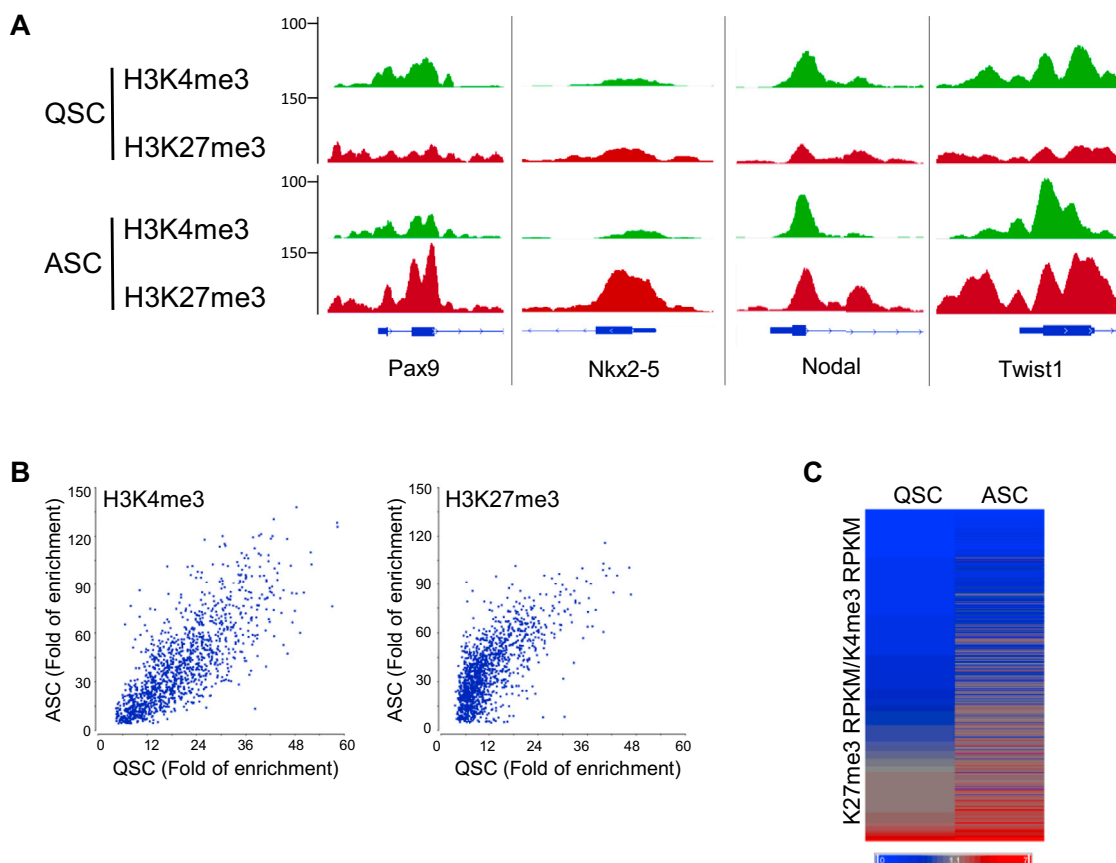 A
100
QSC
H3K4me3
150
H3K27me3
100
ASC
H3K4me3
150
H3K27me3
Pax9 Nkx2-5 Nodal Twist1
B
H3K4me3
ASC (Fold of enrichment)
150
120
90
60
30
0
0 12 24 36 48 60
QSC (Fold of enrichment)
H3K27me3
ASC (Fold of enrichment)
150
120
90
60
30
0
0 12 24 36 48 60
QSC (Fold of enrichment)
C
QSC ASC
K27me3 RPKM/K4me3 RPKM
0 1.1